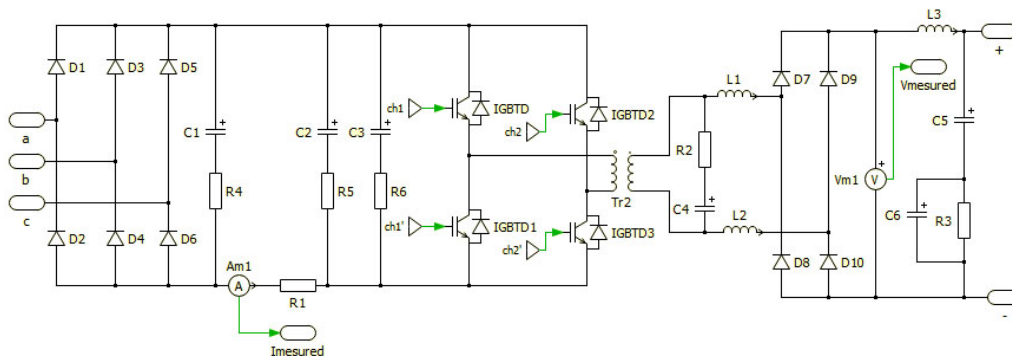 L3
L1
D1
D3
D5
D7
D9
+
Vmesured
ch1
IGBTD
ch2
IGBTD2
a
C1
C2
C3
R2
C5
b
R4
R5
R6
Tr2
C4
Vm1
V
C6
R3
c
ch1'
IGBTD1
ch2'
IGBTD3
L2
D2
D4
D6
Am1
A
R1
D8
D10
-
Imesured